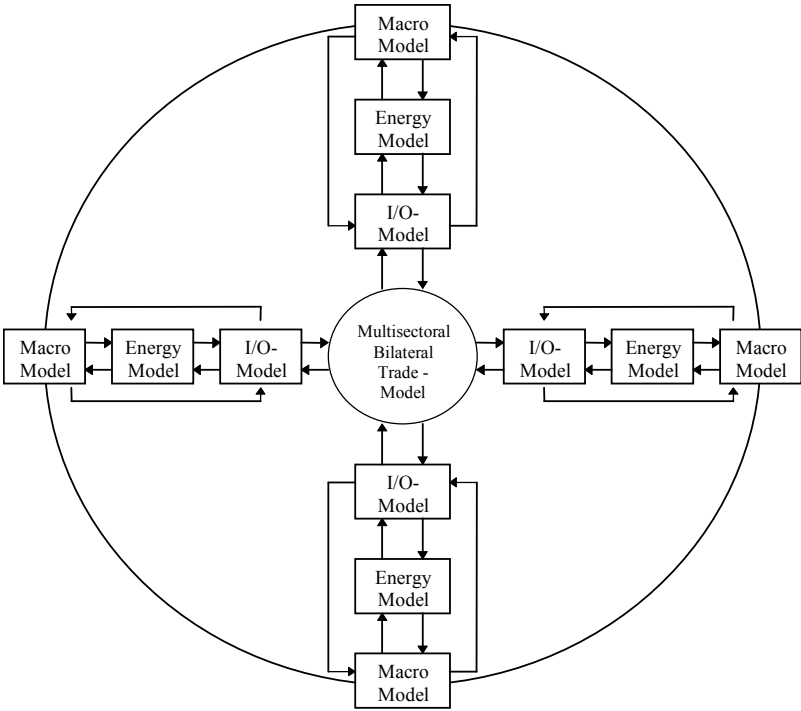 Macro
Model
Energy
Model
I/O-
Model
Macro
Model
Energy
Model
I/O-
Model
Multisectoral
Bilateral
Trade -
Model
I/O-
Model
Energy
Model
Macro
Model
I/O-
Model
Energy
Model
Macro
Model